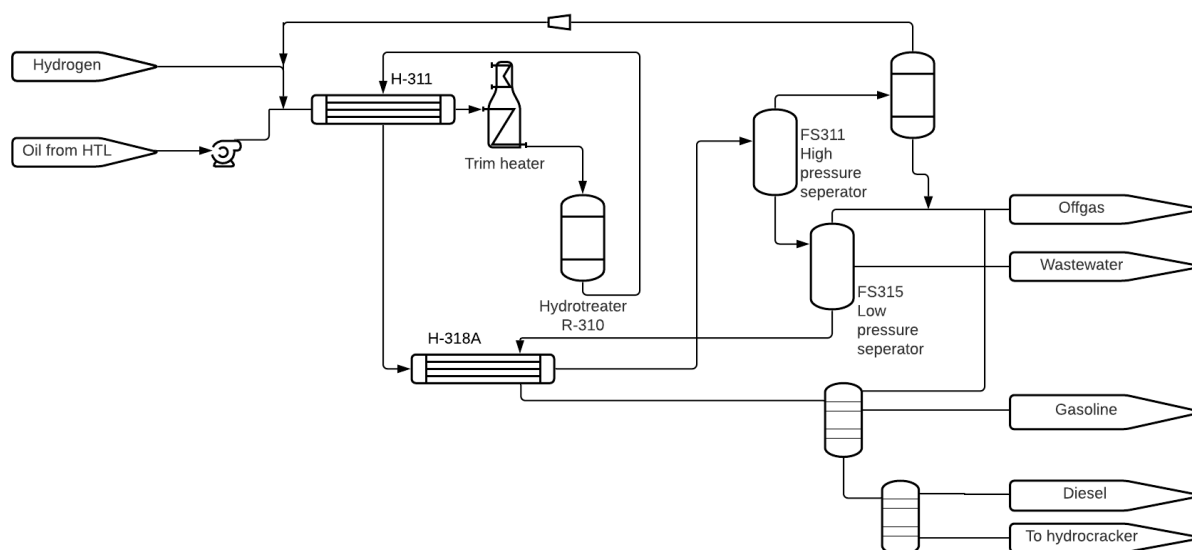 Hydrogen
H-311
Oil from HTL
Trim heater
FS311
High
pressure
seperator
Offgas
Wastewater
Hydrotreater
R-310
FS315
Low
pressure
seperator
H-318A
Gasoline
Diesel
To hydrocracker